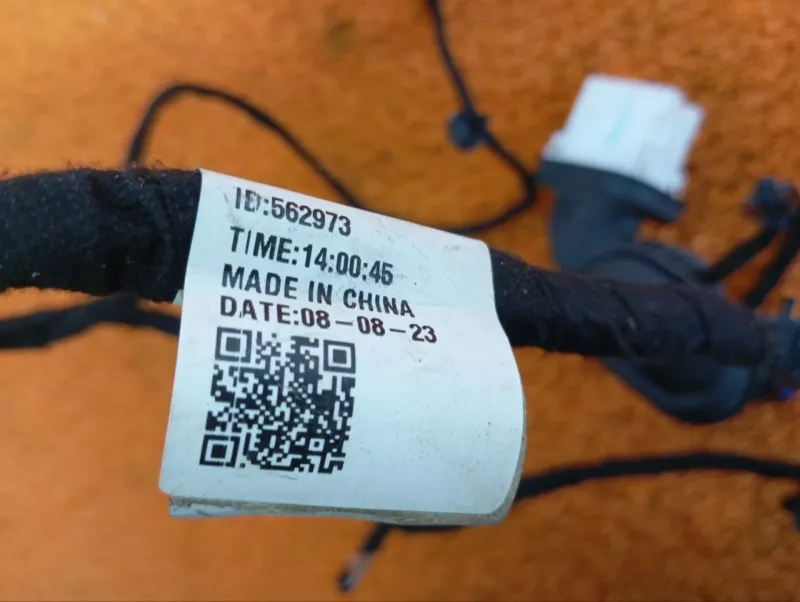 ID:562973
TIME:14:00:45
MADE IN CHINA
DATE:08-08-23